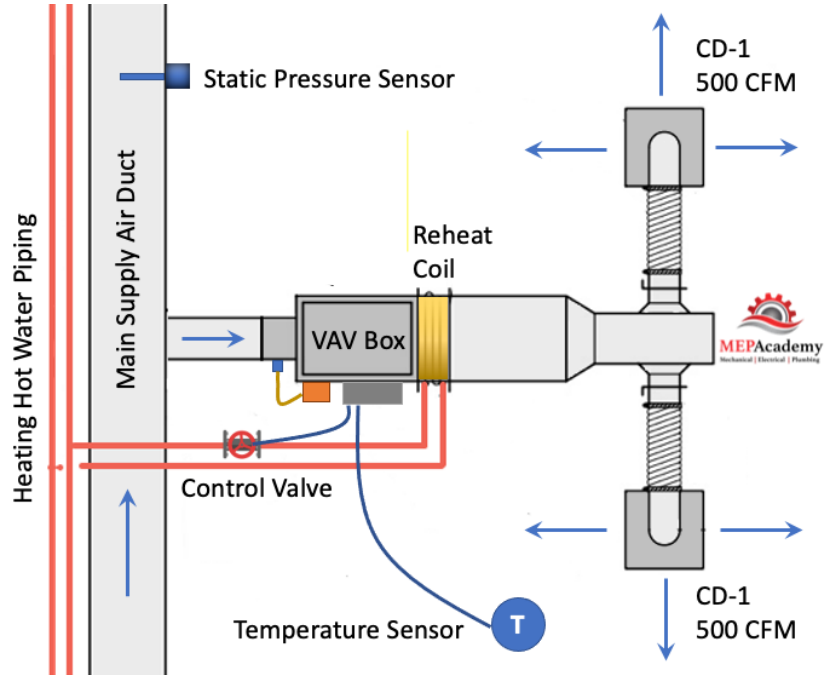 CD-1
500 CFM
Static Pressure Sensor
Heating Hot Water Piping
Main Supply Air Duct
Reheat
Coil
VAV Box
MEPAcademy
Mechanical | Electrical | Plumbing
Control Valve
Temperature Sensor
T
CD-1
500 CFM